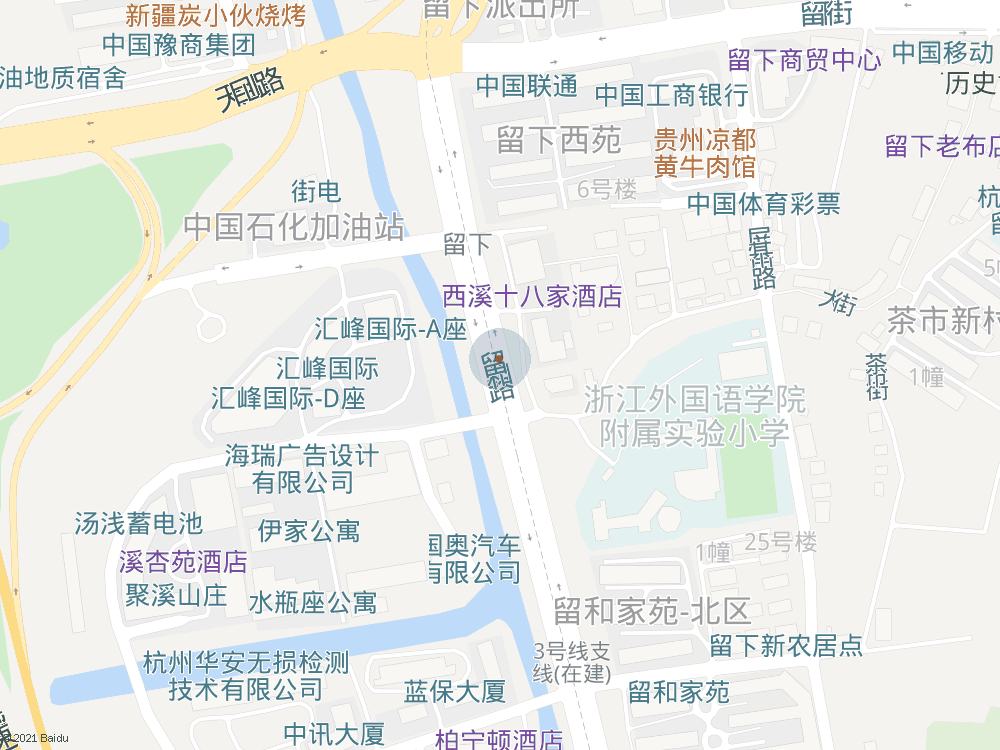 新疆炭小伙烧烤
留下派出所
留街
中国豫商集团
油地质宿舍
天目山路
中国联通
中国工商银行
留下商贸中心
中国移动
历史
留下西苑
贵州凉都
黄牛肉馆
留下老布店
街电
6号楼
中国体育彩票
杭
留
中国石化加油站
留下
屏基路
西溪十八家酒店
大街
5幢
汇峰国际-A座
茶市新村
汇峰国际
留和路
茶市街
1幢
汇峰国际-D座
浙江外国语学院
附属实验小学
海瑞广告设计
有限公司
汤浅蓄电池
伊家公寓
国奥汽车
有限公司
1幢
25号楼
溪杏苑酒店
聚溪山庄
水瓶座公寓
留和家苑-北区
3号线支
线(在建)
留下新农居点
杭州华安无损检测
技术有限公司
蓝保大厦
留和家苑
中讯大厦
柏宁顿酒店
2021 Baidu